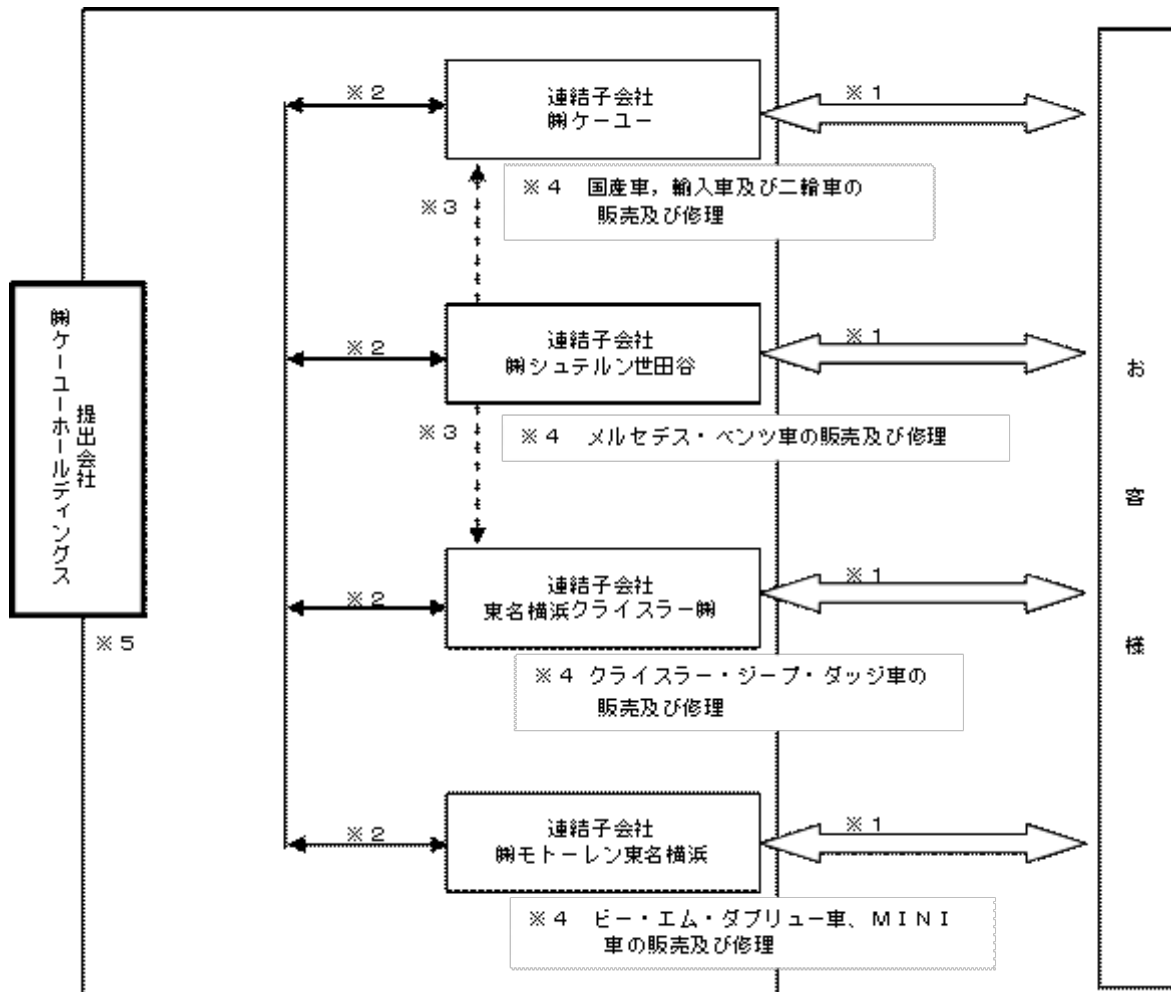 ※2
連結子会社
㈱ケーユー
※1
※3
※4 国産車，輸入車及び二輪車の
販売及び修理
提出会社
㈱ケーユーホールディングス
※5
※2
連結子会社
㈱シュテルン世田谷
※1
※3
※4 メルセデス・ベンツ車の販売及び修理
※2
連結子会社
東名横浜クライスラー㈱
※1
※4 クライスラー・ジープ・ダッジ車の
販売及び修理
※2
連結子会社
㈱モトーレン東名横浜
※1
※4 ビー・エム・ダブリュー車、ＭＩＮＩ
車の販売及び修理
お客様